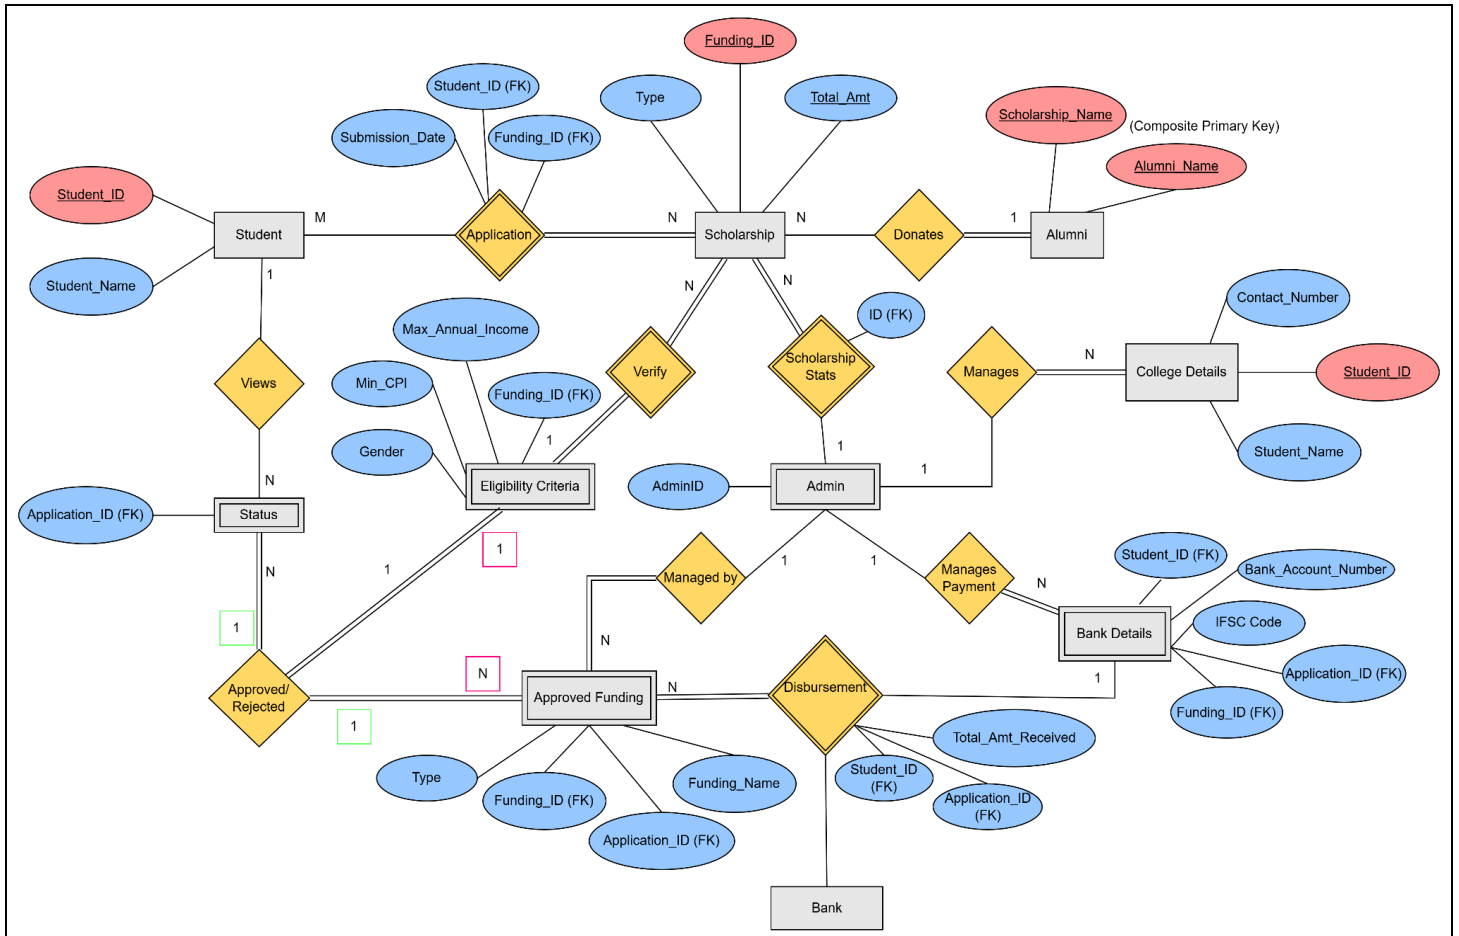 Funding_ID
Student_ID (FK)
Type
Total_Amt
Scholarship_Name
(Composite Primary Key)
Submission_Date
Funding_ID (FK)
Alumni_Name
Student_ID
M
N
N
1
Student
Application
Scholarship
Donates
Alumni
Student_Name
1
N
N
Contact_Number
ID (FK)
Max_Annual_Income
Scholarship
Stats
N
Views
Min_CPI
Verify
Manages
College Details
Student_ID
Funding_ID (FK)
Gender
1
1
1
Student_Name
N
Eligibility Criteria
AdminID
Admin
Application_ID (FK)
Status
1
Student_ID (FK)
N
1
1
1
Managed by
Manages
Payment
N
Bank_Account_Number
1
N
IFSC Code
Bank Details
N
N
1
Application_ID (FK)
Approved/
Rejected
Approved Funding
Disbursement
Funding_ID (FK)
1
Total_Amt_Received
Type
Funding_ID (FK)
Funding_Name
Student_ID
(FK)
Application_ID
(FK)
Application_ID (FK)
Bank